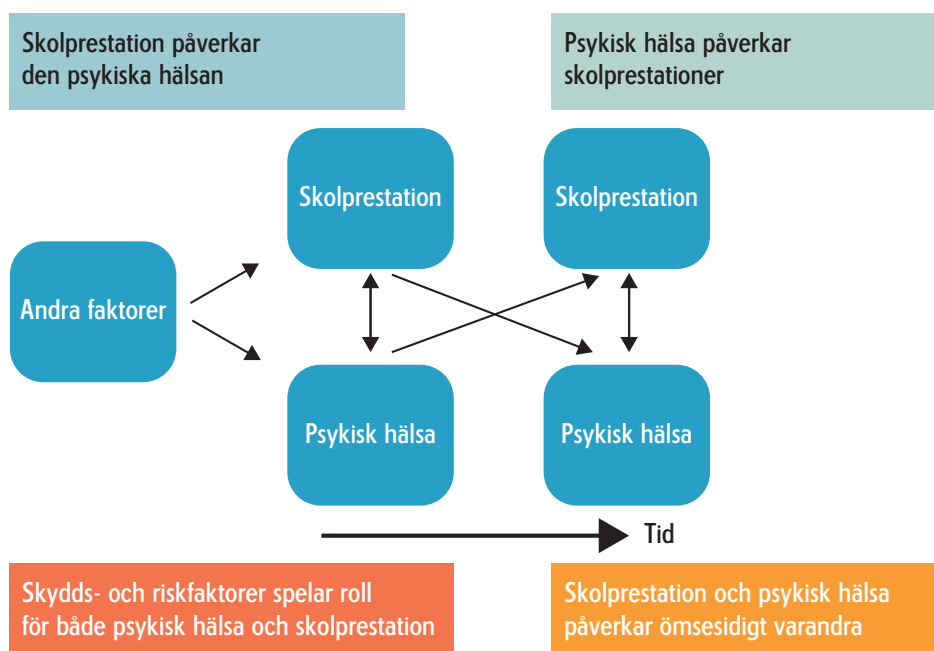 Skolprestation påverkar
den psykiska hälsan
Psykisk hälsa påverkar
skolprestationer
Skolprestation
Skolprestation
Andra faktorer
Psykisk hälsa
Psykisk hälsa
Tid
Skydds- och riskfaktorer spelar roll
för både psykisk hälsa och skolprestation
Skolprestation och psykisk hälsa
påverkar ömsesidigt varandra